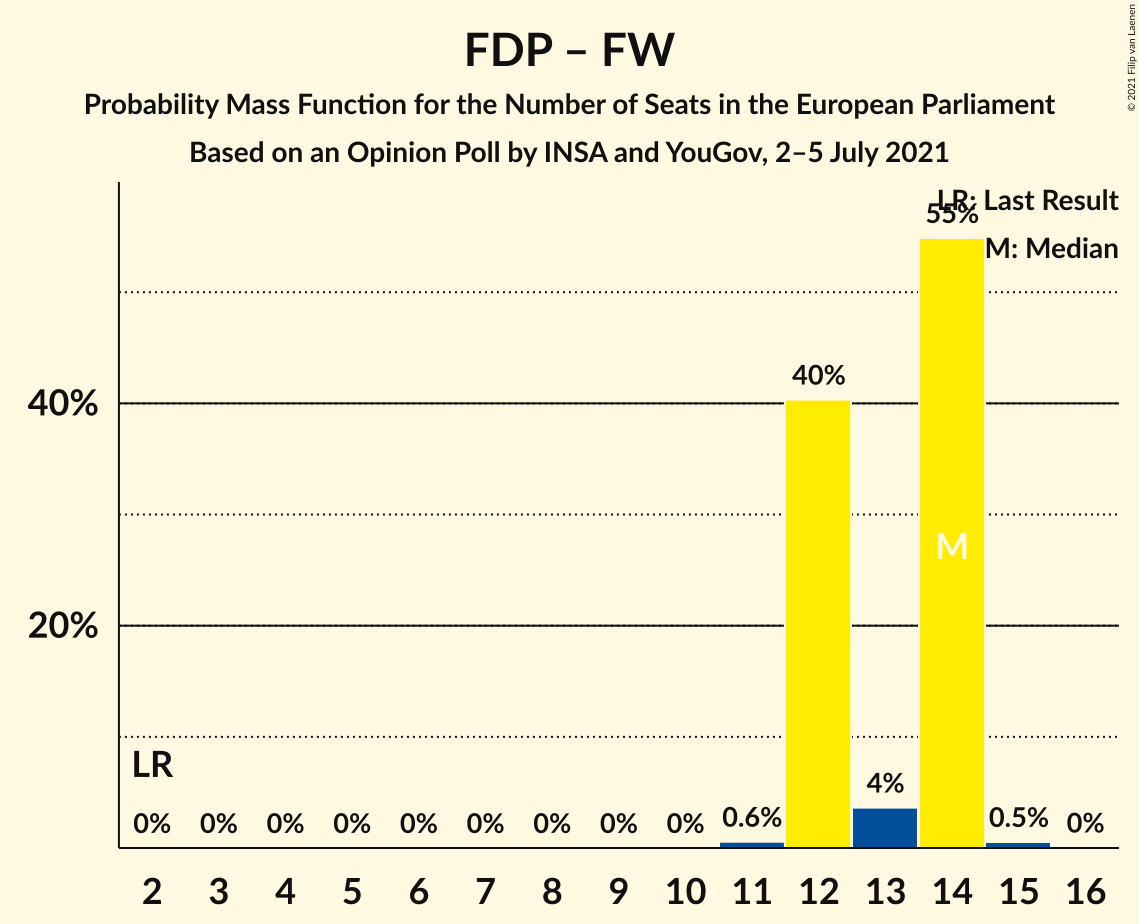 FDP – FW
Probability Mass Function for the Number of Seats in the European Parliament
Based on an Opinion Poll by INSA and YouGov, 2–5 July 2021
© 2021 Filip van Laenen
LR: Last Result
M: Median
55%
40%
40%
M
20%
LR
4%
0% 0% 0% 0% 0% 0% 0% 0% 0% 0.6% 0.5% 0%
2 3 4 5 6 7 8 9 10 11 12 13 14 15 16